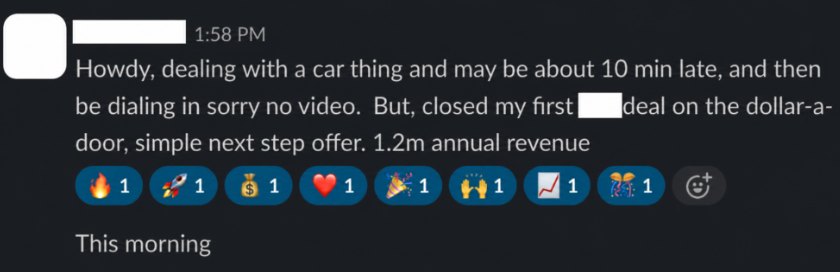 1:58 PM
Howdy, dealing with a car thing and may be about 10 min late, and then
be dialing in sorry no video. But, closed my first deal on the dollar-a-
door, simple next step offer. 1.2m annual revenue
1 1 1 1 1 1 1 1
This morning